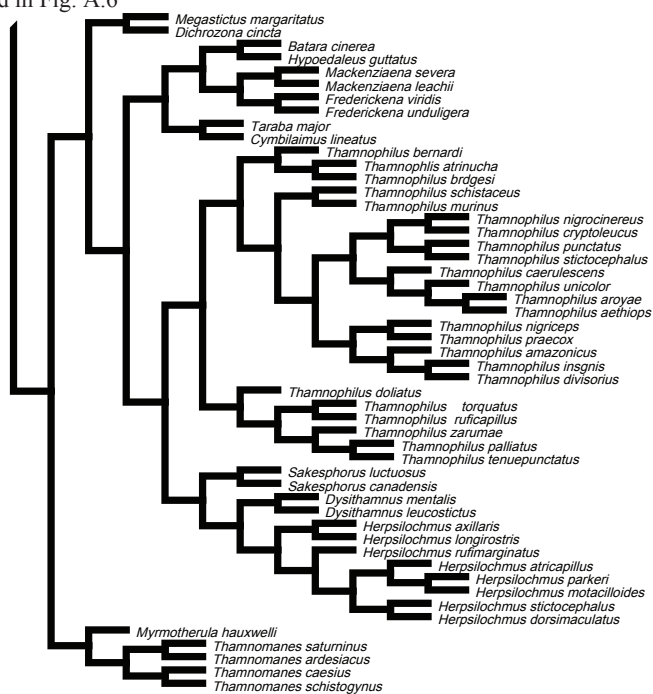 d in Fig. A.6
Megastictus margaritatus
Dichrozona cincta
Batara cinerea
Hypoedaleus guttatus
Mackenziaena severa
Mackenziaena leachii
Frederickena viridis
Frederickena unduligera
Taraba major
Cymbilaimus lineatus
Thamnophilus bernardi
Thamnophlis atrinucha
Thamnophilus brdgesi
Thamnophilus schistaceus
Thamnophilus murinus
Thamnophilus nigrocinereus
Thamnophilus cryptoleucus
Thamnophilus punctatus
Thamnophilus stictocephalus
Thamnophilus caerulescens
Thamnophilus unicolor
Thamnophilus aroyae
Thamnophilus aethiops
Thamnophilus nigriceps
Thamnophilus praecox
Thamnophilus amazonicus
Thamnophilus insgnis
Thamnophilus divisorius
Thamnophilus doliatus
Thamnophilus torquatus
Thamnophilus ruficapillus
Thamnophilus zarumae
Thamnophilus palliatus
Thamnophilus tenuepunctatus
Sakesphorus luctuosus
Sakesphorus canadensis
Dysithamnus mentalis
Dysithamnus leucostictus
Herpsilochmus axillaris
Herpsilochmus longirostris
Herpsilochmus rufimarginatus
Herpsilochmus atricapillus
Herpsilochmus parkeri
Herpsilochmus motacilloides
Herpsilochmus stictocephalus
Herpsilochmus dorsimaculatus
Myrmotherula hauxwelli
Thamnomanes saturninus
Thamnomanes ardesiacus
Thamnomanes caesius
Thamnomanes schistogynus